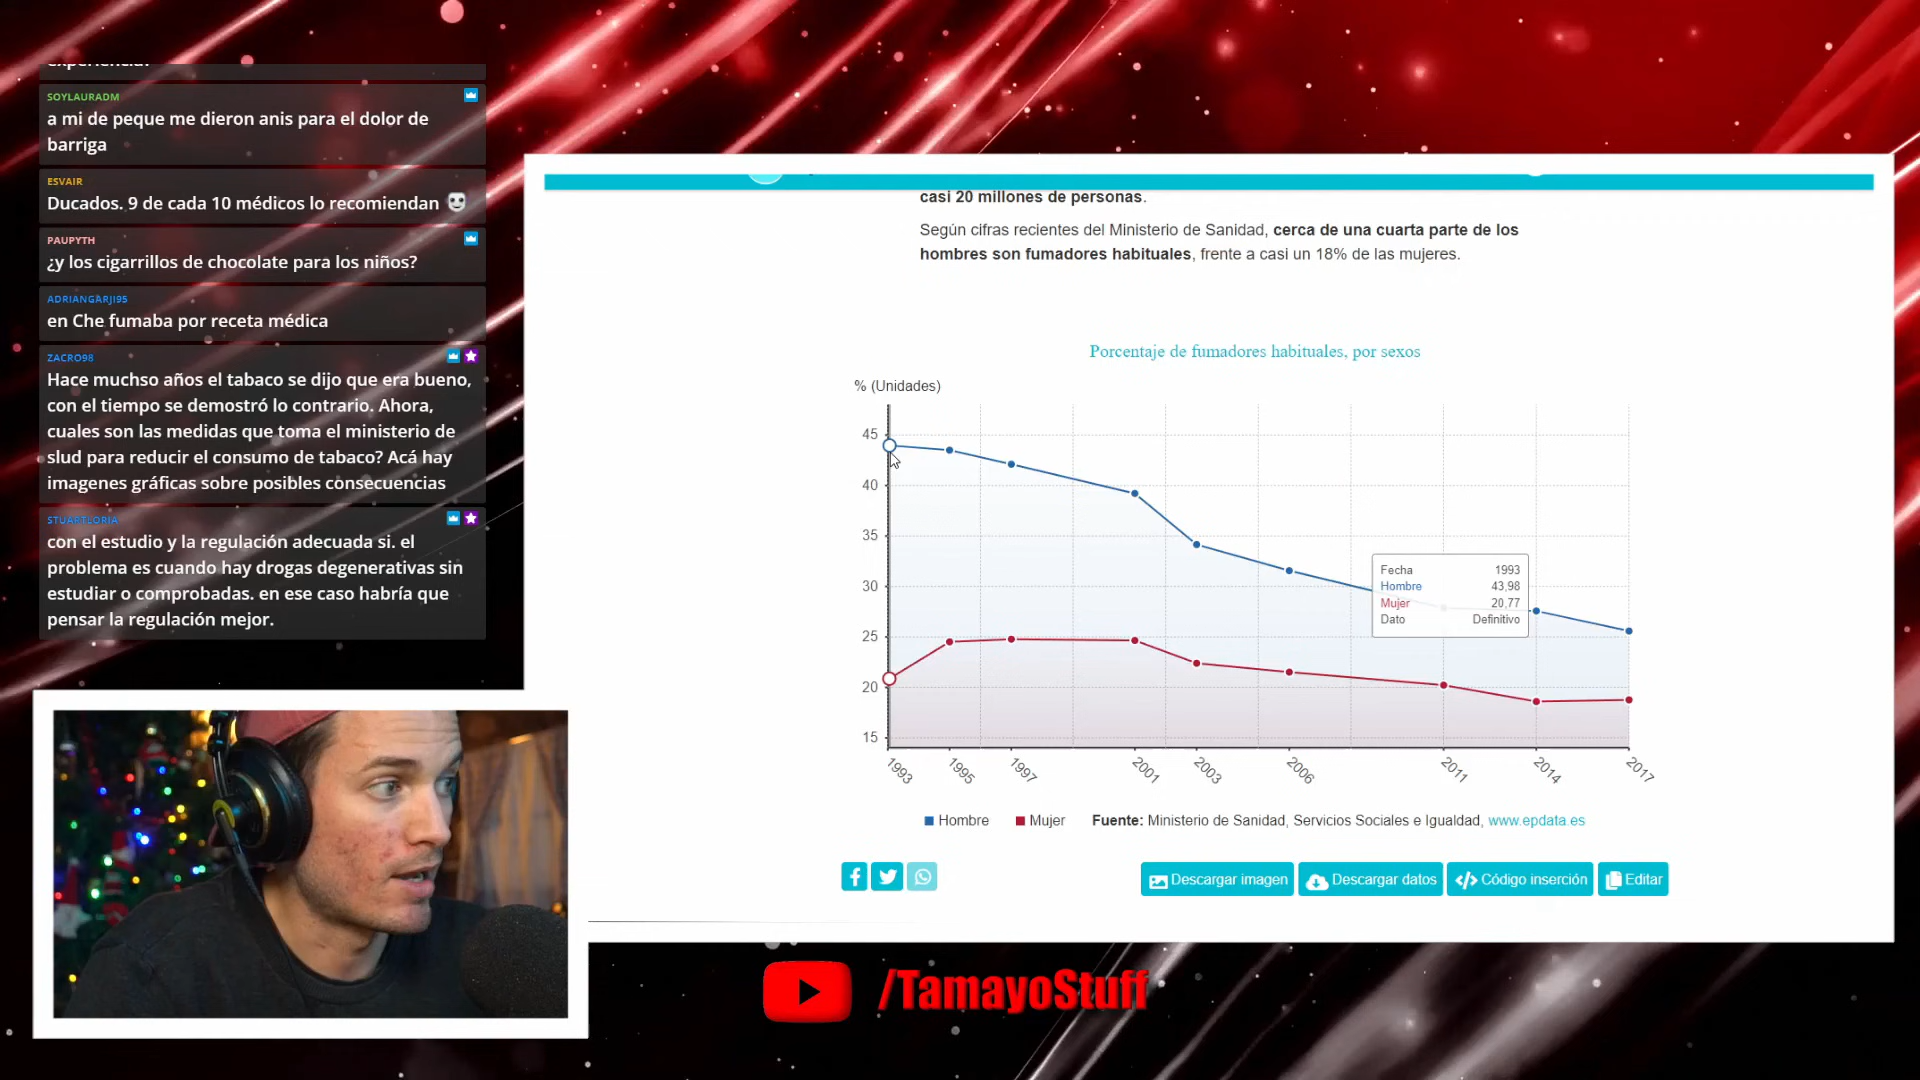 experiencia?
SOYLAURADM
a mi de peque me dieron anis para el dolor de
barriga
ESVAIR
Ducados. 9 de cada 10 médicos lo recomiendan
PAUPYTH
¿y los cigarrillos de chocolate para los niños?
ADRIANGARJI95
en Che fumaba por receta médica
ZACRO98
Hace muchso años el tabaco se dijo que era bueno,
con el tiempo se demostró lo contrario. Ahora,
cuales son las medidas que toma el ministerio de
slud para reducir el consumo de tabaco? Acá hay
imagenes gráficas sobre posibles consecuencias
STUARTLORIA
con el estudio y la regulación adecuada si. el
problema es cuando hay drogas degenerativas sin
estudiar o comprobadas. en ese caso habría que
pensar la regulación mejor.
casi 20 millones de personas.
Según cifras recientes del Ministerio de Sanidad, cerca de una cuarta parte de los
hombres son fumadores habituales, frente a casi un 18% de las mujeres.
Porcentaje de fumadores habituales, por sexos
% (Unidades)
45
40
35
30
25
20
15
Fecha 1993
Hombre 43,98
Mujer 20,77
Dato Definitivo
1993 1995 1997 2001 2003 2006 2011 2014 2017
Hombre Mujer Fuente: Ministerio de Sanidad, Servicios Sociales e Igualdad, www.epdata.es
Descargar imagen Descargar datos Código inserción Editar
/TamayoStuff